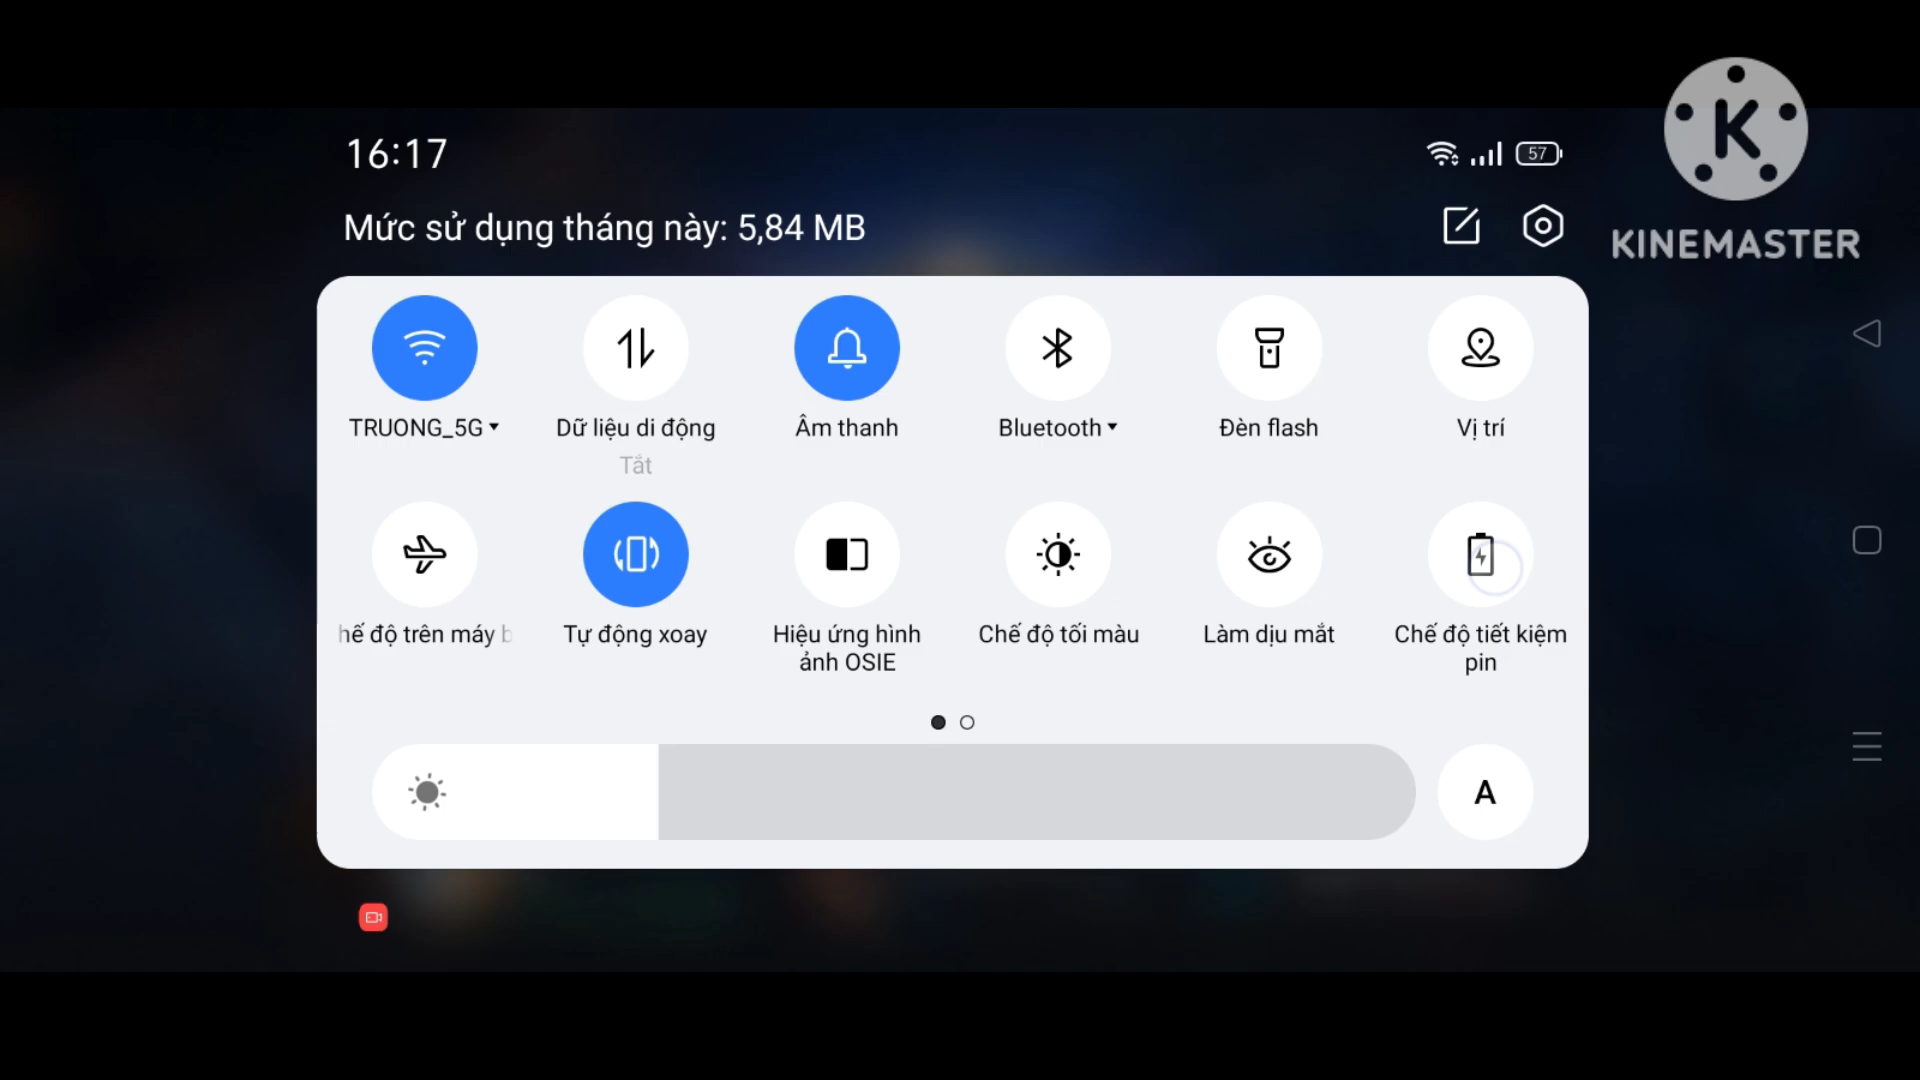 16:17
57
K
KINEMASTER
Mức sử dụng tháng này: 5,84 MB
TRUONG_5G
Dữ liệu di động
Tắt
Âm thanh
Bluetooth
Đèn flash
Vị trí
hế độ trên máy b
Tự động xoay
Hiệu ứng hình
ảnh OSIE
Chế độ tối màu
Làm dịu mắt
Chế độ tiết kiệm
pin
A